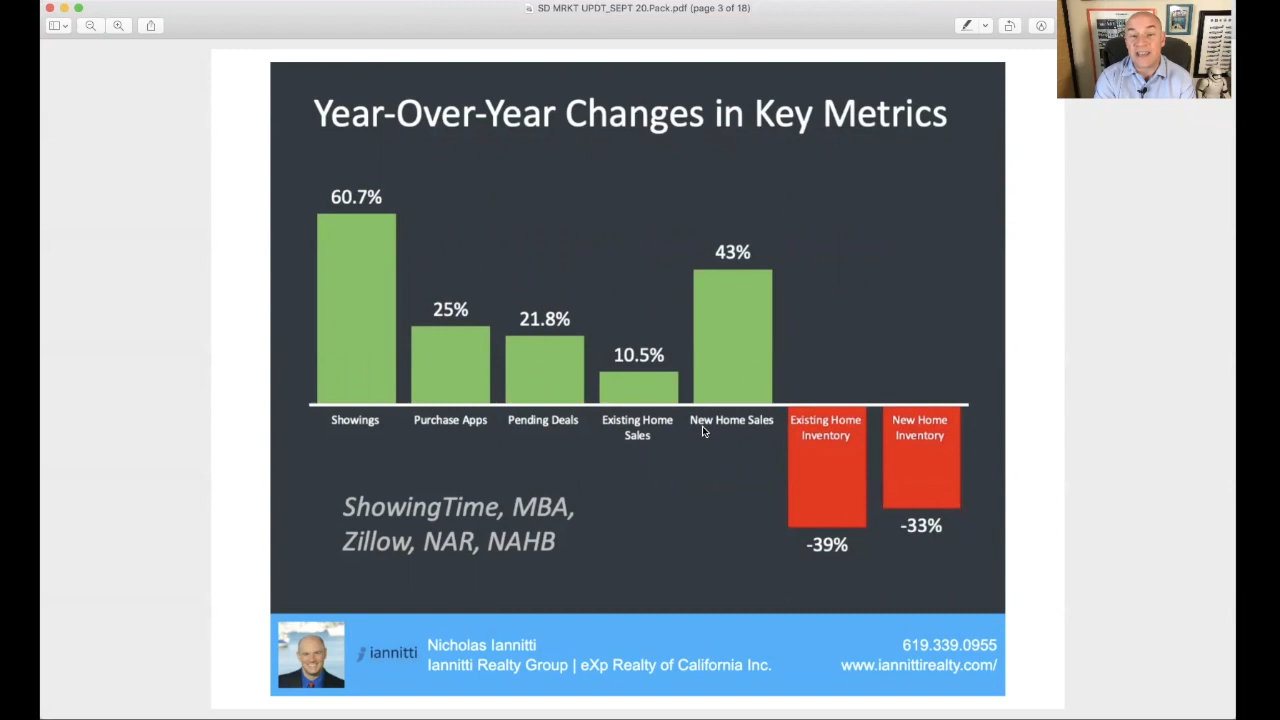 SD MRKT UPDT_SEPT 20.Pack.pdf (page 3 of 18)
Year-Over-Year Changes in Key Metrics
60.7%
25%
21.8%
10.5%
43%
Showings
Purchase Apps
Pending Deals
Existing Home
Sales
New Home Sales
Existing Home
Inventory
New Home
Inventory
-39%
-33%
ShowingTime, MBA,
Zillow, NAR, NAHB
iannitti
Nicholas Iannitti
Iannitti Realty Group | eXp Realty of California Inc.
619.339.0955
www.iannittirealty.com/